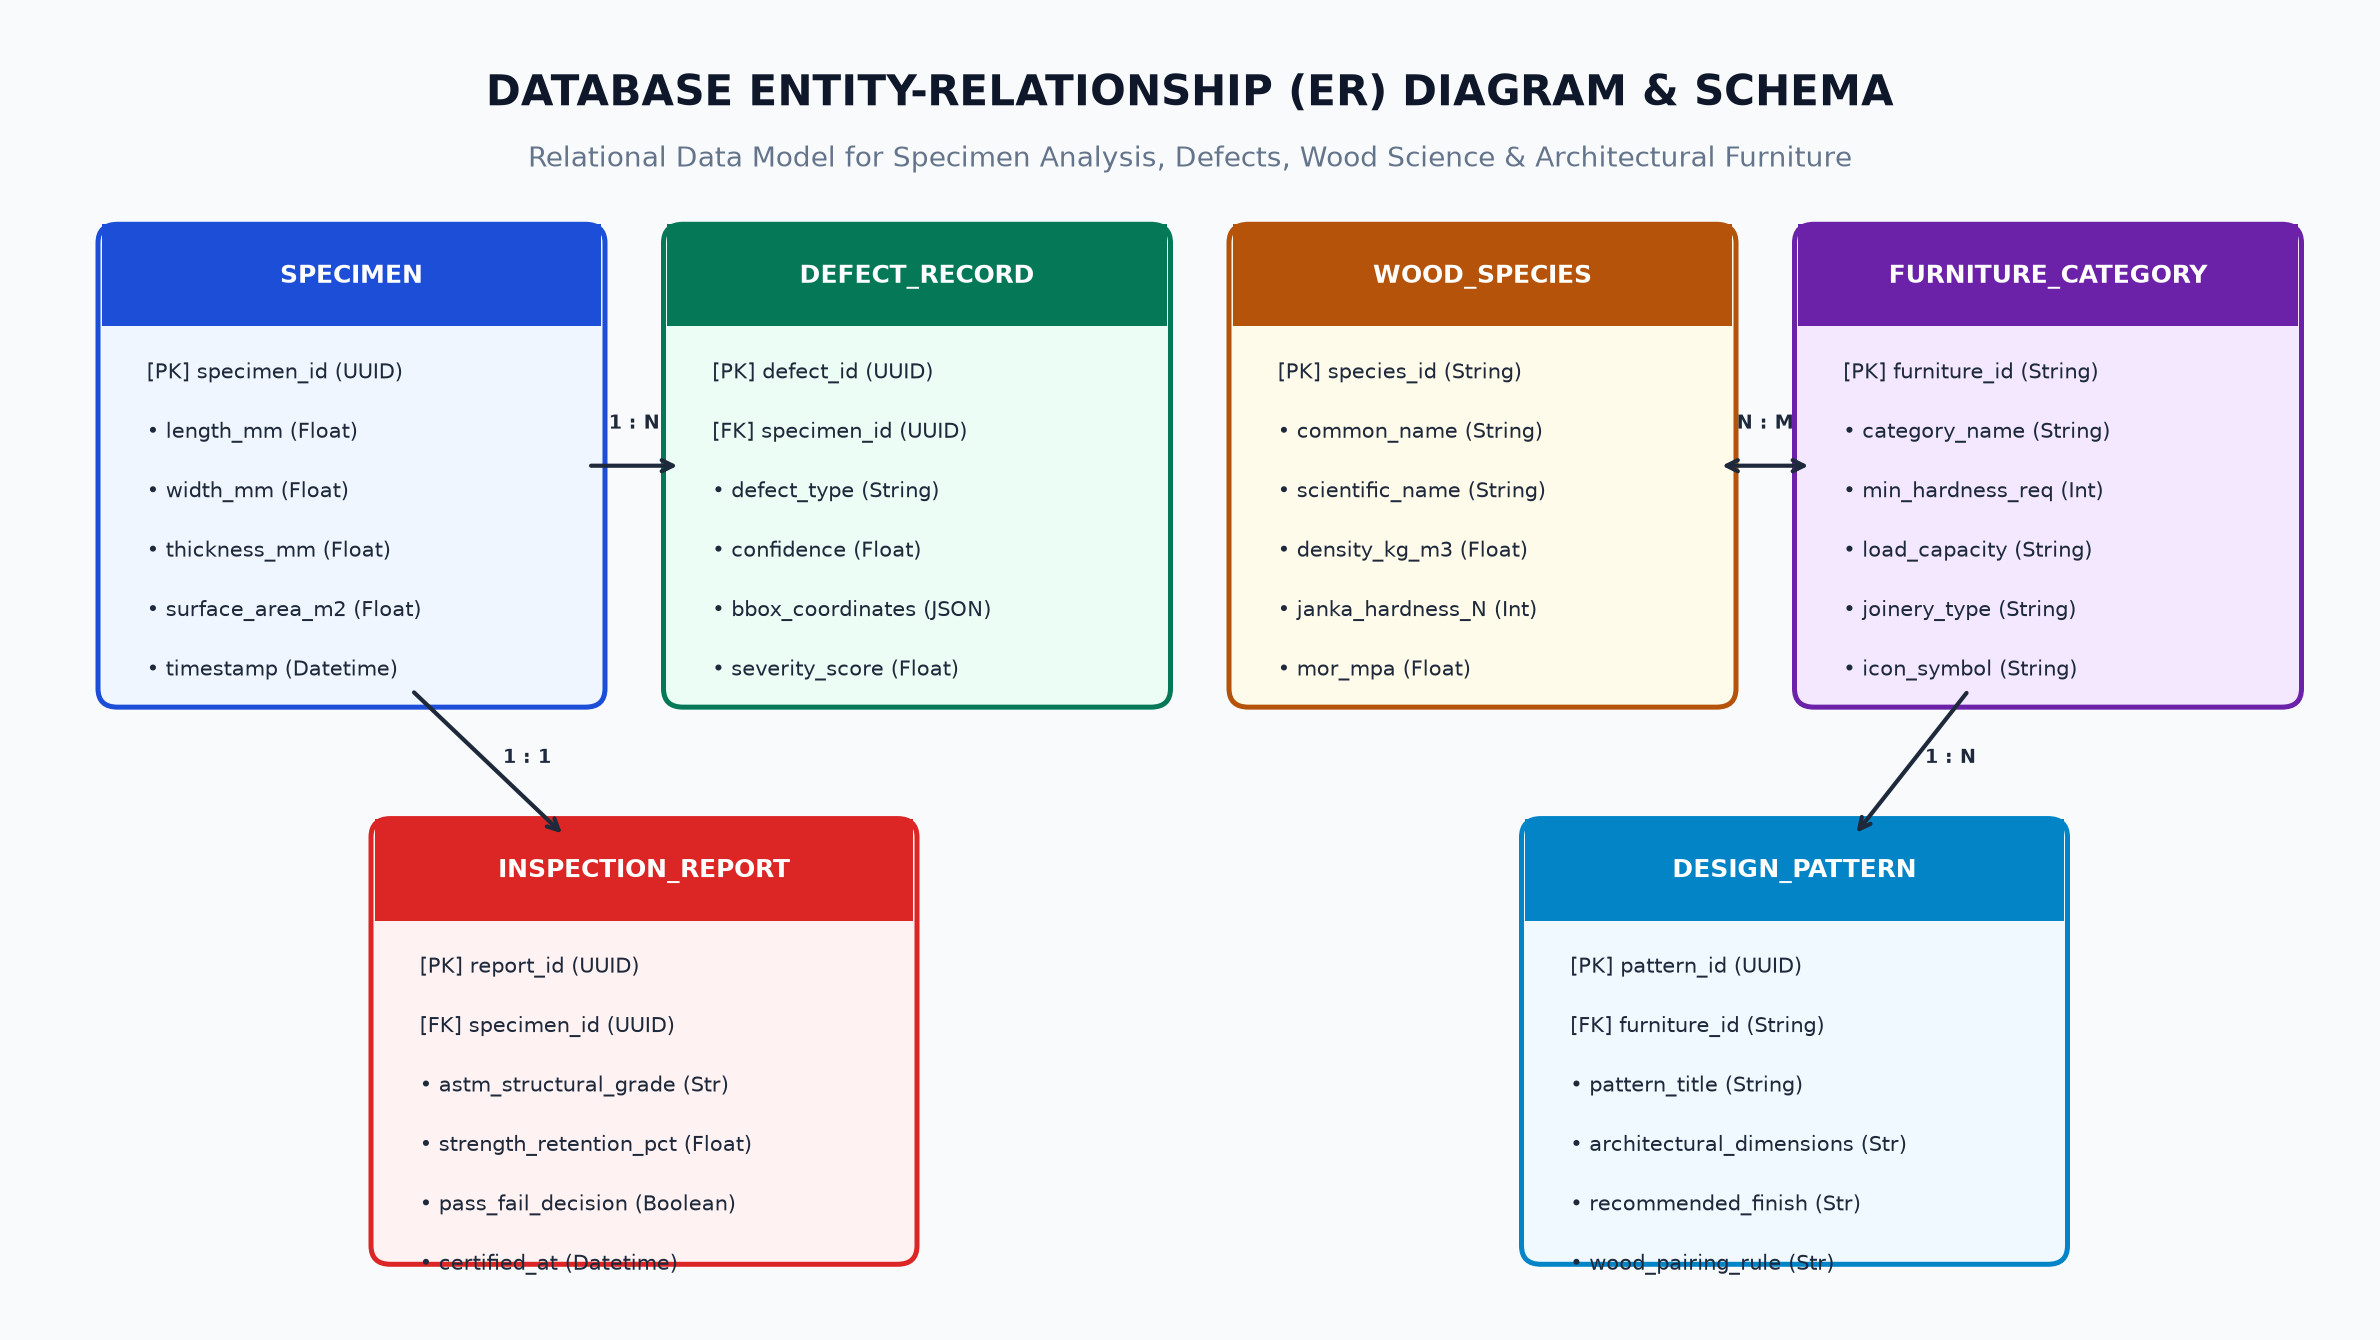 DATABASE ENTITY-RELATIONSHIP (ER) DIAGRAM & SCHEMA
Relational Data Model for Specimen Analysis, Defects, Wood Science & Architectural Furniture
SPECIMEN
[PK] specimen_id (UUID)
• length_mm (Float)
• width_mm (Float)
• thickness_mm (Float)
• surface_area_m2 (Float)
• timestamp (Datetime)
1 : N
DEFECT_RECORD
[PK] defect_id (UUID)
[FK] specimen_id (UUID)
• defect_type (String)
• confidence (Float)
• bbox_coordinates (JSON)
• severity_score (Float)
WOOD_SPECIES
[PK] species_id (String)
• common_name (String)
• scientific_name (String)
• density_kg_m3 (Float)
• janka_hardness_N (Int)
• mor_mpa (Float)
N : M
FURNITURE_CATEGORY
[PK] furniture_id (String)
• category_name (String)
• min_hardness_req (Int)
• load_capacity (String)
• joinery_type (String)
• icon_symbol (String)
1 : 1
1 : N
INSPECTION_REPORT
[PK] report_id (UUID)
[FK] specimen_id (UUID)
• astm_structural_grade (Str)
• strength_retention_pct (Float)
• pass_fail_decision (Boolean)
• certified_at (Datetime)
DESIGN_PATTERN
[PK] pattern_id (UUID)
[FK] furniture_id (String)
• pattern_title (String)
• architectural_dimensions (Str)
• recommended_finish (Str)
• wood_pairing_rule (Str)